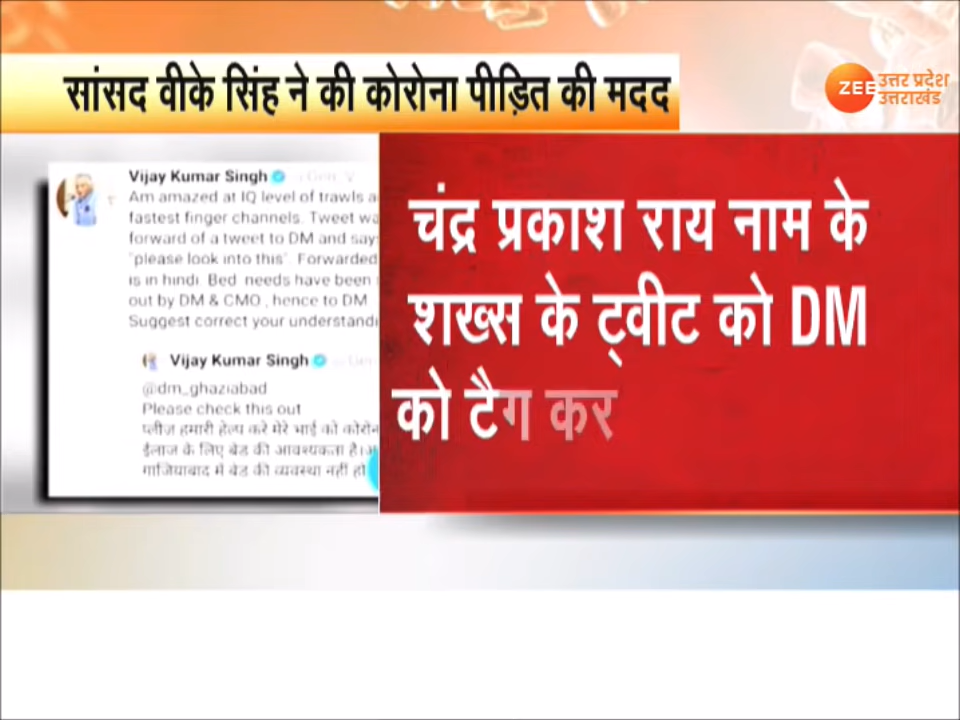 सांसद वीके सिंह ने की कोरोना पीड़ित की मदद
ZEE उत्तर प्रदेश
उत्तराखंड
Vijay Kumar Singh
Am amazed at IQ level of trawls a
fastest finger channels. Tweet wa
forward of a tweet to DM and say
"please look into this". Forwarded
is in hindi. Bed needs have been
out by DM & CMO , hence to DM
Suggest correct your understandi
Vijay Kumar Singh
@dm_ghaziabad
Please check this out
प्लीज हमारी हेल्प करे मेरे भाई को कोरोन
ईलाज के लिए बेड की आवश्यकता है।अ
गाजियाबाद में बेड की व्यवस्था नहीं हो
चंद्र प्रकाश राय नाम के
शख्स के ट्वीट को DM
को टैग कर